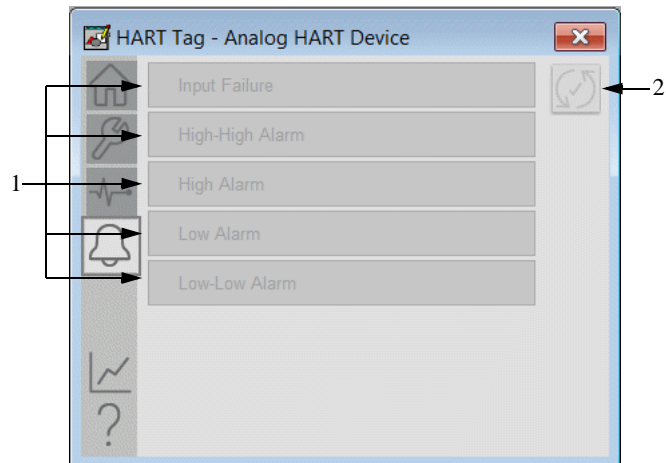 HART Tag - Analog HART Device
Input Failure
2
High-High Alarm
1
High Alarm
Low Alarm
Low-Low Alarm
?